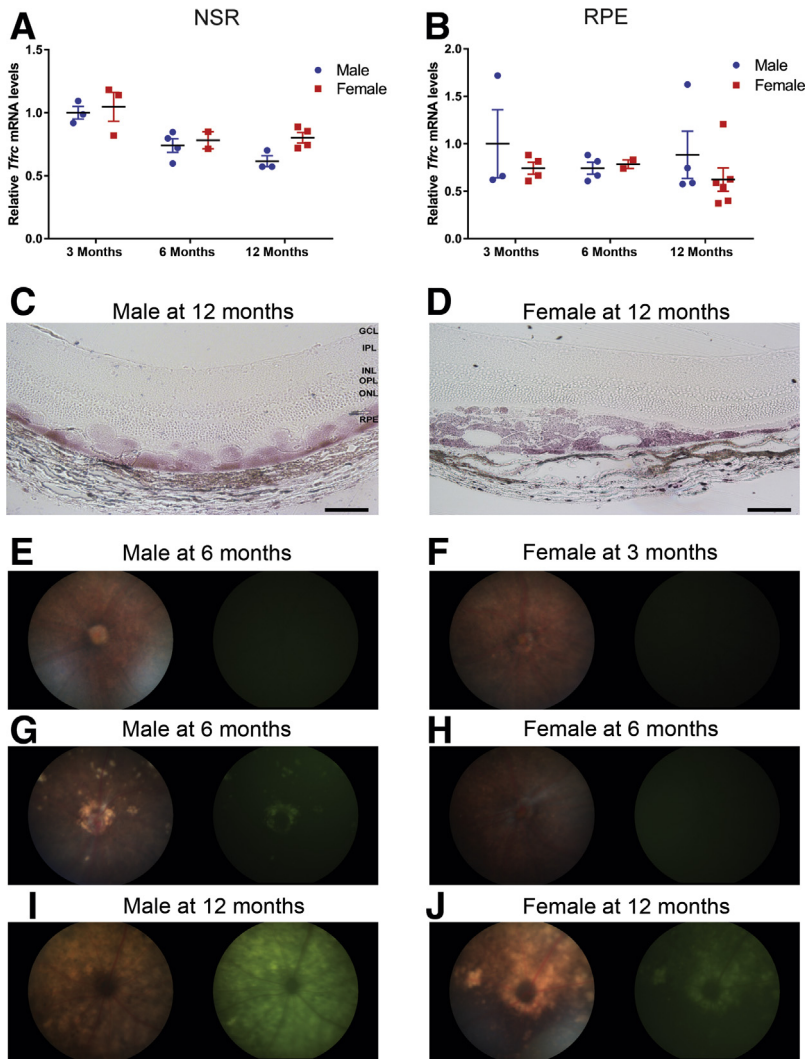 A
NSR
Relative Tfrc mRNA levels
1.5
1.0
0.5
0.0
3 Months
6 Months
12 Months
Male
Female
B
RPE
Relative Tfrc mRNA levels
2.0
1.5
1.0
0.5
0.0
3 Months
6 Months
12 Months
Male
Female
C
Male at 12 months
GCL
IPL
INL
OPL
ONL
RPE
D
Female at 12 months
E
Male at 6 months
F
Female at 3 months
G
Male at 6 months
H
Female at 6 months
I
Male at 12 months
J
Female at 12 months